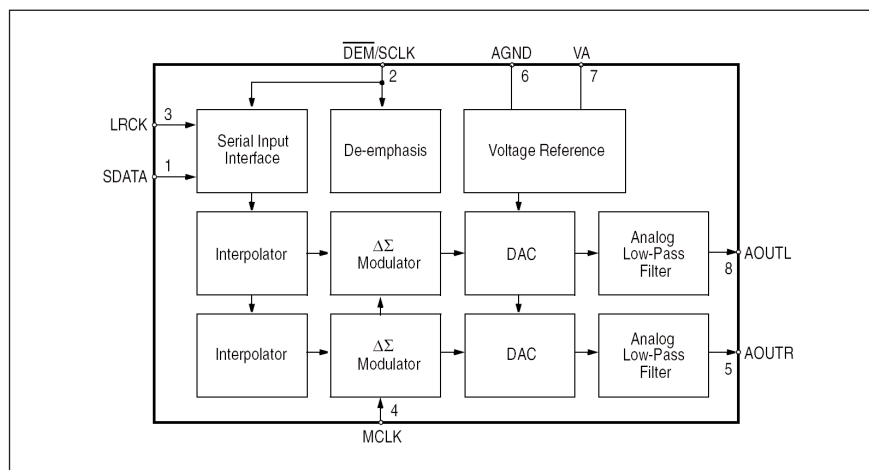 D̅E̅M̅/SCLK
AGND
VA
2
6
7
LRCK
3
SDATA
1
Serial Input
Interface
De-emphasis
Voltage Reference
Interpolator
ΔΣ
Modulator
DAC
Analog
Low-Pass
Filter
8
AOUTL
Interpolator
ΔΣ
Modulator
DAC
Analog
Low-Pass
Filter
5
AOUTR
4
MCLK